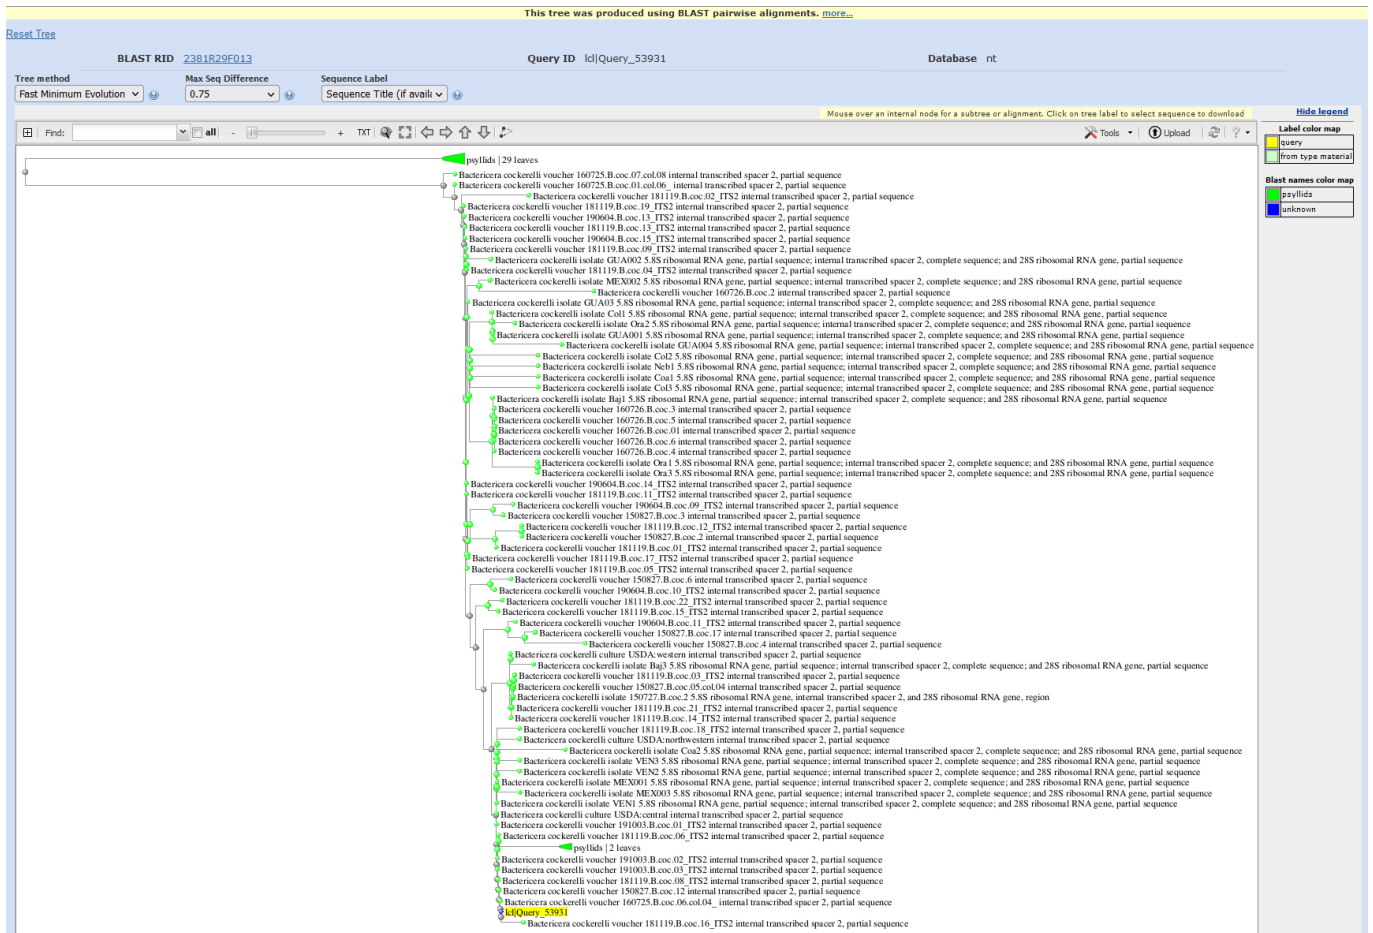 This tree was produced using BLAST pairwise alignments. more...
Reset Tree
BLAST RID 2381R29F013 Query ID lcl|Query_53931 Database nt
Tree method Max Seq Difference Sequence Label
Fast Minimum Evolution 0.75 Sequence Title (if availa
Mouse over an internal node for a subtree or alignment. Click on tree label to select sequence to download Hide legend
Find: all - + TXT Tools Upload ?
Label color map
query
from type material
Blast names color map
psyllids
unknown
psyllids | 29 leaves
Bactericera cockerelli voucher 160725.B.coc.07.col.08 internal transcribed spacer 2, partial sequence
Bactericera cockerelli voucher 160725.B.coc.01.col.06_ internal transcribed spacer 2, partial sequence
Bactericera cockerelli voucher 181119.B.coc.02_ITS2 internal transcribed spacer 2, partial sequence
Bactericera cockerelli voucher 181119.B.coc.19_ITS2 internal transcribed spacer 2, partial sequence
Bactericera cockerelli voucher 190604.B.coc.13_ITS2 internal transcribed spacer 2, partial sequence
Bactericera cockerelli voucher 181119.B.coc.13_ITS2 internal transcribed spacer 2, partial sequence
Bactericera cockerelli voucher 190604.B.coc.15_ITS2 internal transcribed spacer 2, partial sequence
Bactericera cockerelli voucher 181119.B.coc.09_ITS2 internal transcribed spacer 2, partial sequence
Bactericera cockerelli isolate GUA002 5.8S ribosomal RNA gene, partial sequence; internal transcribed spacer 2, complete sequence; and 28S ribosomal RNA gene, partial sequence
Bactericera cockerelli voucher 181119.B.coc.04_ITS2 internal transcribed spacer 2, partial sequence
Bactericera cockerelli isolate MEX002 5.8S ribosomal RNA gene, partial sequence; internal transcribed spacer 2, complete sequence; and 28S ribosomal RNA gene, partial sequence
Bactericera cockerelli voucher 160726.B.coc.2 internal transcribed spacer 2, partial sequence
Bactericera cockerelli isolate GUA03 5.8S ribosomal RNA gene, partial sequence; internal transcribed spacer 2, complete sequence; and 28S ribosomal RNA gene, partial sequence
Bactericera cockerelli isolate Col1 5.8S ribosomal RNA gene, partial sequence; internal transcribed spacer 2, complete sequence; and 28S ribosomal RNA gene, partial sequence
Bactericera cockerelli isolate Ora2 5.8S ribosomal RNA gene, partial sequence; internal transcribed spacer 2, complete sequence; and 28S ribosomal RNA gene, partial sequence
Bactericera cockerelli isolate GUA001 5.8S ribosomal RNA gene, partial sequence; internal transcribed spacer 2, complete sequence; and 28S ribosomal RNA gene, partial sequence
Bactericera cockerelli isolate GUA004 5.8S ribosomal RNA gene, partial sequence; internal transcribed spacer 2, complete sequence; and 28S ribosomal RNA gene, partial sequence
Bactericera cockerelli isolate Col2 5.8S ribosomal RNA gene, partial sequence; internal transcribed spacer 2, complete sequence; and 28S ribosomal RNA gene, partial sequence
Bactericera cockerelli isolate Neb1 5.8S ribosomal RNA gene, partial sequence; internal transcribed spacer 2, complete sequence; and 28S ribosomal RNA gene, partial sequence
Bactericera cockerelli isolate Coa1 5.8S ribosomal RNA gene, partial sequence; internal transcribed spacer 2, complete sequence; and 28S ribosomal RNA gene, partial sequence
Bactericera cockerelli isolate Col3 5.8S ribosomal RNA gene, partial sequence; internal transcribed spacer 2, complete sequence; and 28S ribosomal RNA gene, partial sequence
Bactericera cockerelli isolate Baj1 5.8S ribosomal RNA gene, partial sequence; internal transcribed spacer 2, complete sequence; and 28S ribosomal RNA gene, partial sequence
Bactericera cockerelli voucher 160726.B.coc.3 internal transcribed spacer 2, partial sequence
Bactericera cockerelli voucher 160726.B.coc.5 internal transcribed spacer 2, partial sequence
Bactericera cockerelli voucher 160726.B.coc.01 internal transcribed spacer 2, partial sequence
Bactericera cockerelli voucher 160726.B.coc.6 internal transcribed spacer 2, partial sequence
Bactericera cockerelli voucher 160726.B.coc.4 internal transcribed spacer 2, partial sequence
Bactericera cockerelli isolate Ora1 5.8S ribosomal RNA gene, partial sequence; internal transcribed spacer 2, complete sequence; and 28S ribosomal RNA gene, partial sequence
Bactericera cockerelli isolate Ora3 5.8S ribosomal RNA gene, partial sequence; internal transcribed spacer 2, complete sequence; and 28S ribosomal RNA gene, partial sequence
Bactericera cockerelli voucher 190604.B.coc.14_ITS2 internal transcribed spacer 2, partial sequence
Bactericera cockerelli voucher 181119.B.coc.11_ITS2 internal transcribed spacer 2, partial sequence
Bactericera cockerelli voucher 190604.B.coc.09_ITS2 internal transcribed spacer 2, partial sequence
Bactericera cockerelli voucher 150827.B.coc.3 internal transcribed spacer 2, partial sequence
Bactericera cockerelli voucher 181119.B.coc.12_ITS2 internal transcribed spacer 2, partial sequence
Bactericera cockerelli voucher 150827.B.coc.2 internal transcribed spacer 2, partial sequence
Bactericera cockerelli voucher 181119.B.coc.01_ITS2 internal transcribed spacer 2, partial sequence
Bactericera cockerelli voucher 181119.B.coc.17_ITS2 internal transcribed spacer 2, partial sequence
Bactericera cockerelli voucher 181119.B.coc.05_ITS2 internal transcribed spacer 2, partial sequence
Bactericera cockerelli voucher 150827.B.coc.6 internal transcribed spacer 2, partial sequence
Bactericera cockerelli voucher 190604.B.coc.10_ITS2 internal transcribed spacer 2, partial sequence
Bactericera cockerelli voucher 181119.B.coc.22_ITS2 internal transcribed spacer 2, partial sequence
Bactericera cockerelli voucher 181119.B.coc.15_ITS2 internal transcribed spacer 2, partial sequence
Bactericera cockerelli voucher 190604.B.coc.11_ITS2 internal transcribed spacer 2, partial sequence
Bactericera cockerelli voucher 150827.B.coc.17 internal transcribed spacer 2, partial sequence
Bactericera cockerelli voucher 150827.B.coc.4 internal transcribed spacer 2, partial sequence
Bactericera cockerelli culture USDA:western internal transcribed spacer 2, partial sequence
Bactericera cockerelli isolate Baj3 5.8S ribosomal RNA gene, partial sequence; internal transcribed spacer 2, complete sequence; and 28S ribosomal RNA gene, partial sequence
Bactericera cockerelli voucher 181119.B.coc.03_ITS2 internal transcribed spacer 2, partial sequence
Bactericera cockerelli voucher 150827.B.coc.05.col.04 internal transcribed spacer 2, partial sequence
Bactericera cockerelli isolate 150727.B.coc.2 5.8S ribosomal RNA gene, internal transcribed spacer 2, and 28S ribosomal RNA gene, region
Bactericera cockerelli voucher 181119.B.coc.21_ITS2 internal transcribed spacer 2, partial sequence
Bactericera cockerelli voucher 181119.B.coc.14_ITS2 internal transcribed spacer 2, partial sequence
Bactericera cockerelli voucher 181119.B.coc.18_ITS2 internal transcribed spacer 2, partial sequence
Bactericera cockerelli culture USDA:northwestern internal transcribed spacer 2, partial sequence
Bactericera cockerelli isolate Coa2 5.8S ribosomal RNA gene, partial sequence; internal transcribed spacer 2, complete sequence; and 28S ribosomal RNA gene, partial sequence
Bactericera cockerelli isolate VEN3 5.8S ribosomal RNA gene, partial sequence; internal transcribed spacer 2, complete sequence; and 28S ribosomal RNA gene, partial sequence
Bactericera cockerelli isolate VEN2 5.8S ribosomal RNA gene, partial sequence; internal transcribed spacer 2, complete sequence; and 28S ribosomal RNA gene, partial sequence
Bactericera cockerelli isolate MEX001 5.8S ribosomal RNA gene, partial sequence; internal transcribed spacer 2, complete sequence; and 28S ribosomal RNA gene, partial sequence
Bactericera cockerelli isolate MEX003 5.8S ribosomal RNA gene, partial sequence; internal transcribed spacer 2, complete sequence; and 28S ribosomal RNA gene, partial sequence
Bactericera cockerelli isolate VEN1 5.8S ribosomal RNA gene, partial sequence; internal transcribed spacer 2, complete sequence; and 28S ribosomal RNA gene, partial sequence
Bactericera cockerelli culture USDA:central internal transcribed spacer 2, partial sequence
Bactericera cockerelli voucher 191003.B.coc.01_ITS2 internal transcribed spacer 2, partial sequence
Bactericera cockerelli voucher 181119.B.coc.06_ITS2 internal transcribed spacer 2, partial sequence
psyllids | 2 leaves
Bactericera cockerelli voucher 191003.B.coc.02_ITS2 internal transcribed spacer 2, partial sequence
Bactericera cockerelli voucher 191003.B.coc.03_ITS2 internal transcribed spacer 2, partial sequence
Bactericera cockerelli voucher 181119.B.coc.08_ITS2 internal transcribed spacer 2, partial sequence
Bactericera cockerelli voucher 150827.B.coc.12 internal transcribed spacer 2, partial sequence
Bactericera cockerelli voucher 160725.B.coc.06.col.04_ internal transcribed spacer 2, partial sequence
lcl|Query_53931
Bactericera cockerelli voucher 181119.B.coc.16_ITS2 internal transcribed spacer 2, partial sequence